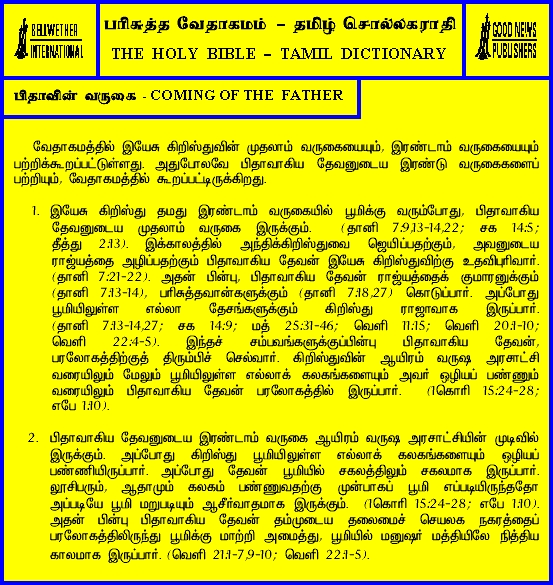 BELLWETHER
INTERNATIONAL
பரிசுத்த வேதாகமம் – தமிழ் சொல்லகராதி
THE HOLY BIBLE – TAMIL DICTIONARY
GOOD NEWS
PUBLISHERS
பிதாவின் வருகை - COMING OF THE FATHER
வேதாகமத்தில் இயேசு கிறிஸ்துவின் முதலாம் வருகையையும், இரண்டாம் வருகையையும்
பற்றிக்கூறப்பட்டுள்ளது. அதுபோலவே பிதாவாகிய தேவனுடைய இரண்டு வருகைகளைப்
பற்றியும், வேதாகமத்தில் கூறப்பட்டிருக்கிறது.
1. இயேசு கிறிஸ்து தமது இரண்டாம் வருகையில் பூமிக்கு வரும்போது, பிதாவாகிய
தேவனுடைய முதலாம் வருகை இருக்கும். (தானி 7:9,13-14,22; சக 14:5;
தீத்து 2:13). இக்காலத்தில் அந்திக்கிறிஸ்துவை ஜெயிப்பதற்கும், அவனுடைய
ராஜ்யத்தை அழிப்பதற்கும் பிதாவாகிய தேவன் இயேசு கிறிஸ்துவிற்கு உதவிபுரிவார்.
(தானி 7:21-22). அதன் பின்பு, பிதாவாகிய தேவன் ராஜ்யத்தைக் குமாரனுக்கும்
(தானி 7:13-14), பரிசுத்தவான்களுக்கும் (தானி 7:18,27) கொடுப்பார். அப்போது
பூமியிலுள்ள எல்லா தேசங்களுக்கும் கிறிஸ்து ராஜாவாக இருப்பார்.
(தானி 7:13-14,27; சக 14:9; மத் 25:31-46; வெளி 11:15; வெளி 20:1-10;
வெளி 22:4-5). இந்தச் சம்பவங்களுக்குப்பின்பு பிதாவாகிய தேவன்,
பரலோகத்திற்குத் திரும்பிச் செல்வார். கிறிஸ்துவின் ஆயிரம் வருஷ அரசாட்சி
வரையிலும் மேலும் பூமியிலுள்ள எல்லாக் கலகங்களையும் அவர் ஒழியப் பண்ணும்
வரையிலும் பிதாவாகிய தேவன் பரலோகத்தில் இருப்பார். (1கொரி 15:24-28;
எபே 1:10).
2. பிதாவாகிய தேவனுடைய இரண்டாம் வருகை ஆயிரம் வருஷ அரசாட்சியின் முடிவில்
இருக்கும். அப்போது கிறிஸ்து பூமியிலுள்ள எல்லாக் கலகங்களையும் ஒழியப்
பண்ணியிருப்பார். அப்போது தேவன் பூமியில் சகலத்திலும் சகலமாக இருப்பார்.
லூசிபரும், ஆதாமும் கலகம் பண்ணுவதற்கு முன்பாகப் பூமி எப்படியிருந்ததோ
அப்படியே பூமி மறுபடியும் ஆசீர்வாதமாக இருக்கும். (1கொரி 15:24-28; எபே 1:10).
அதன் பின்பு பிதாவாகிய தேவன் தம்முடைய தலைமைச் செயலக நகரத்தைப்
பரலோகத்திலிருந்து பூமிக்கு மாற்றி அமைத்து, பூமியில் மனுஷர் மத்தியிலே நித்திய
காலமாக இருப்பார். (வெளி 21:1-7,9-10; வெளி 22:1-5).